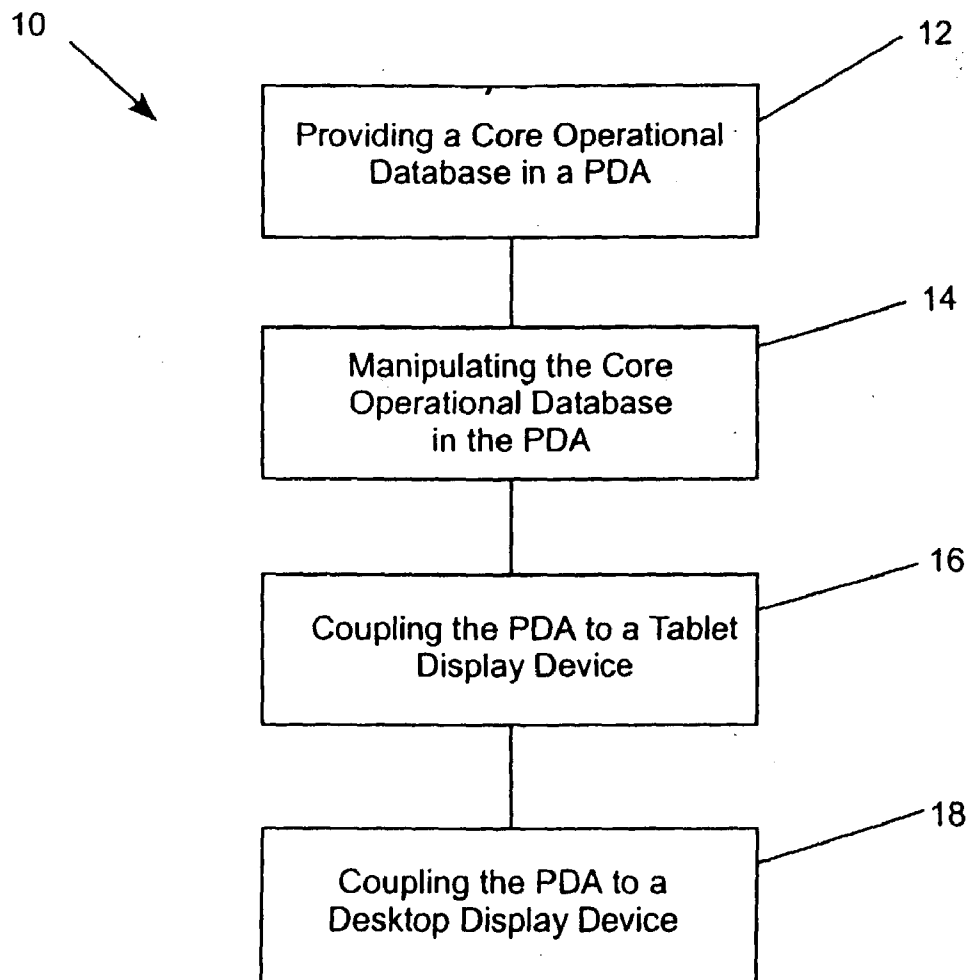 10
12
Providing a Core Operational
Database in a PDA
14
Manipulating the Core
Operational Database
in the PDA
16
Coupling the PDA to a Tablet
Display Device
18
Coupling the PDA to a
Desktop Display Device